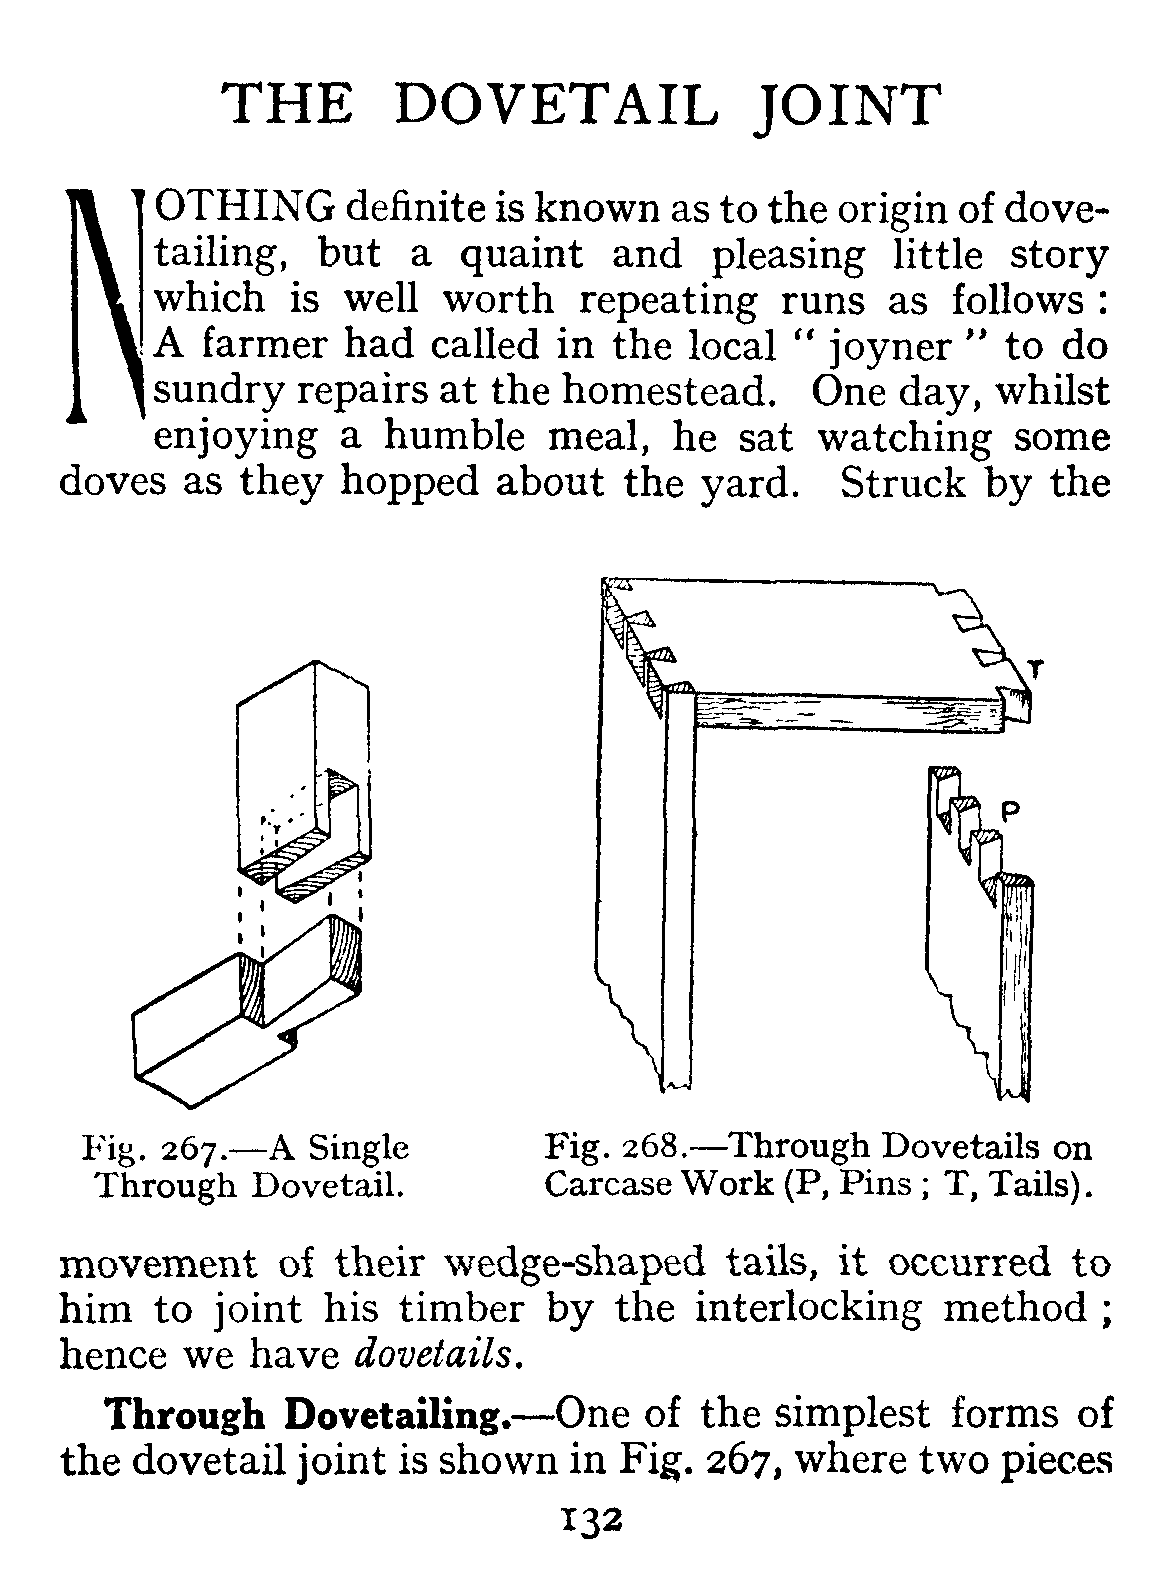 THE DOVETAIL JOINT
NOTHING definite is known as to the origin of dove-
tailing, but a quaint and pleasing little story
which is well worth repeating runs as follows :
A farmer had called in the local " joyner " to do
sundry repairs at the homestead. One day, whilst
enjoying a humble meal, he sat watching some
doves as they hopped about the yard. Struck by the
T
P
Fig. 267.—A Single
Through Dovetail.
Fig. 268.—Through Dovetails on
Carcase Work (P, Pins ; T, Tails).
movement of their wedge-shaped tails, it occurred to
him to joint his timber by the interlocking method ;
hence we have dovetails.
Through Dovetailing.—One of the simplest forms of
the dovetail joint is shown in Fig. 267, where two pieces
132